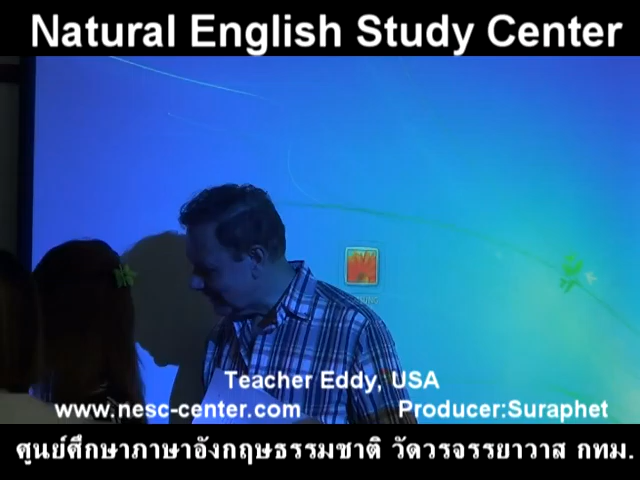 Natural English Study Center
Teacher Eddy, USA
www.nesc-center.com Producer:Suraphet
ศูนย์ศึกษาภาษาอังกฤษธรรมชาติ วัดวรจรรยาวาส กทม.